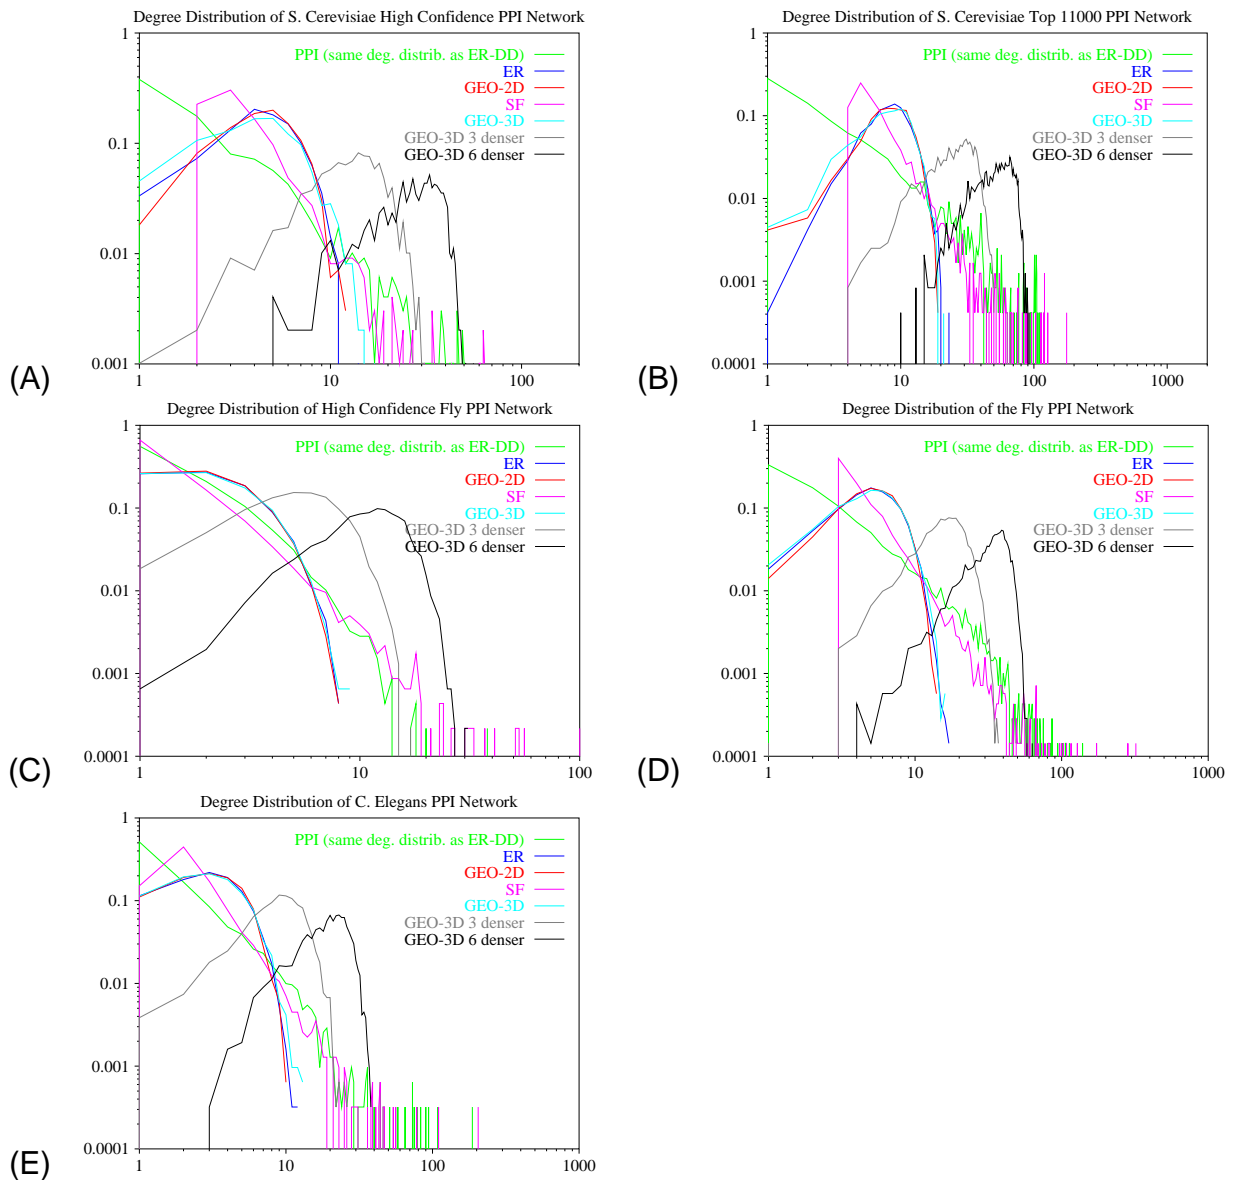 Degree Distribution of S. Cerevisiae High Confidence PPI Network
1
0.1
0.01
0.001
1
10
100
PPI (same deg. distrib. as ER-DD)
ER
GEO-2D
SF
GEO-3D
GEO-3D 3 denser
GEO-3D 6 denser
(A)
Degree Distribution of S. Cerevisiae Top 11000 PPI Network
1
0.1
0.01
0.001
0.0001
1
10
100
1000
PPI (same deg. distrib. as ER-DD)
ER
GEO-2D
SF
GEO-3D
GEO-3D 3 denser
GEO-3D 6 denser
(B)
Degree Distribution of High Confidence Fly PPI Network
1
0.1
0.01
0.001
0.0001
1
10
100
PPI (same deg. distrib. as ER-DD)
ER
GEO-2D
SF
GEO-3D
GEO-3D 3 denser
GEO-3D 6 denser
(C)
Degree Distribution of the Fly PPI Network
1
0.1
0.01
0.001
0.0001
1
10
100
1000
PPI (same deg. distrib. as ER-DD)
ER
GEO-2D
SF
GEO-3D
GEO-3D 3 denser
GEO-3D 6 denser
(D)
Degree Distribution of C. Elegans PPI Network
1
0.1
0.01
0.001
0.0001
1
10
100
1000
PPI (same deg. distrib. as ER-DD)
ER
GEO-2D
SF
GEO-3D
GEO-3D 3 denser
GEO-3D 6 denser
(E)